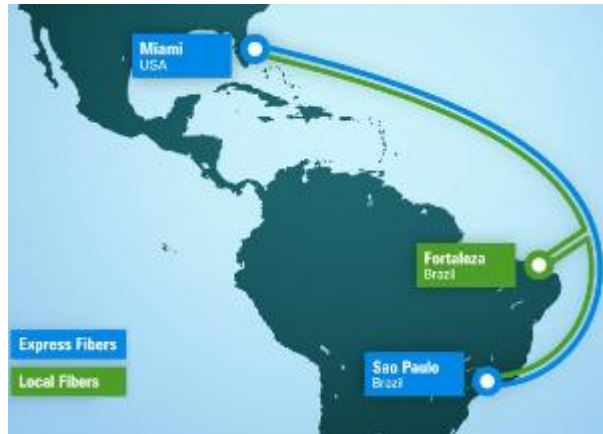 Miami
USA
Fortaleza
Brazil
Express Fibers
Sao Paulo
Brazil
Local Fibers